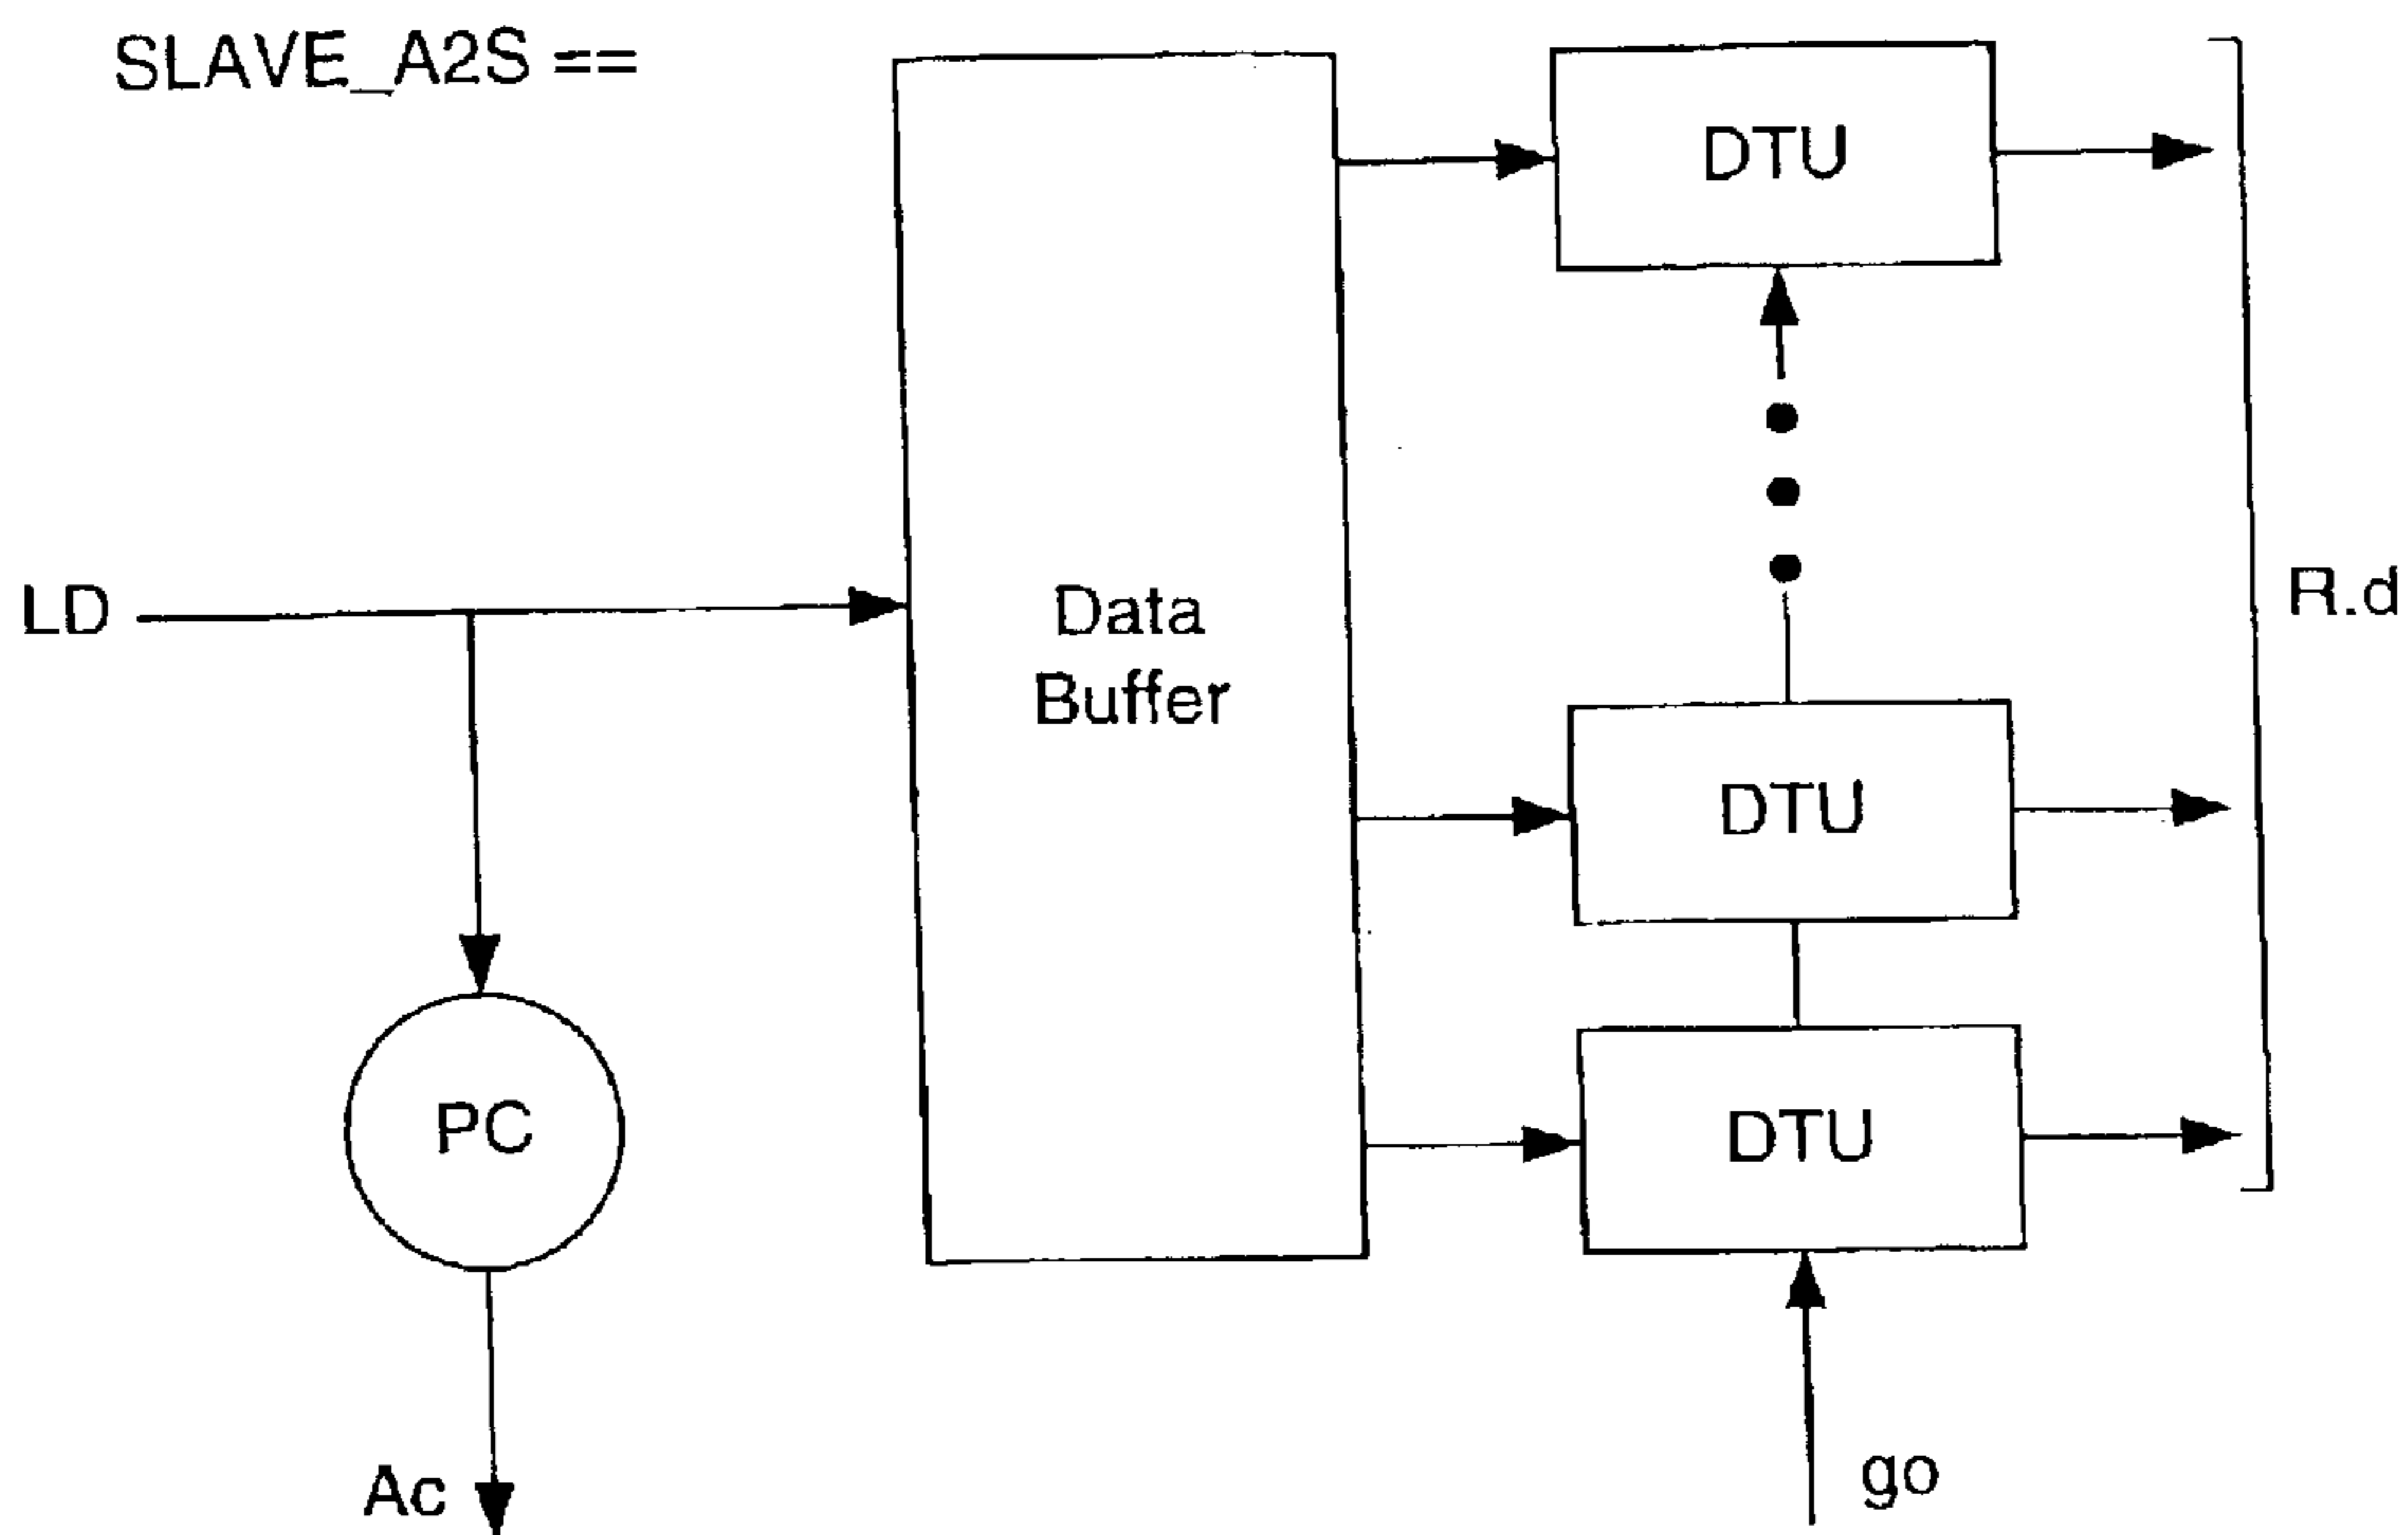 SLAVE_A2S ==
DTU
LD
Data
Buffer
R.d
DTU
PC
DTU
Ac
go